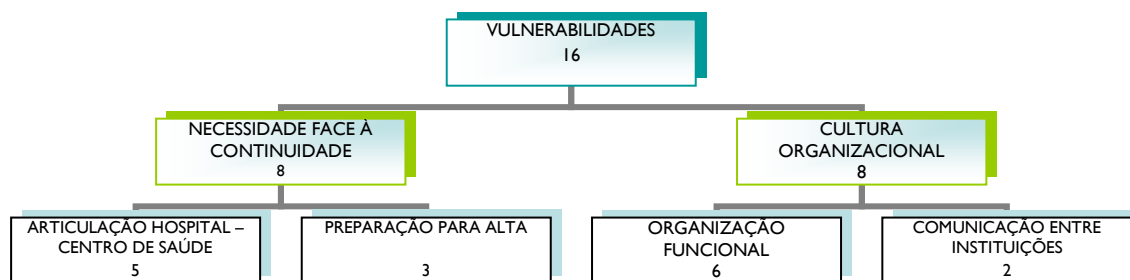 VULNERABILIDADES
16
NECESSIDADE FACE À
CONTINUIDADE
8
CULTURA
ORGANIZACIONAL
8
ARTICULAÇÃO HOSPITAL –
CENTRO DE SAÚDE
5
PREPARAÇÃO PARA ALTA
3
ORGANIZAÇÃO
FUNCIONAL
6
COMUNICAÇÃO ENTRE
INSTITUIÇÕES
2